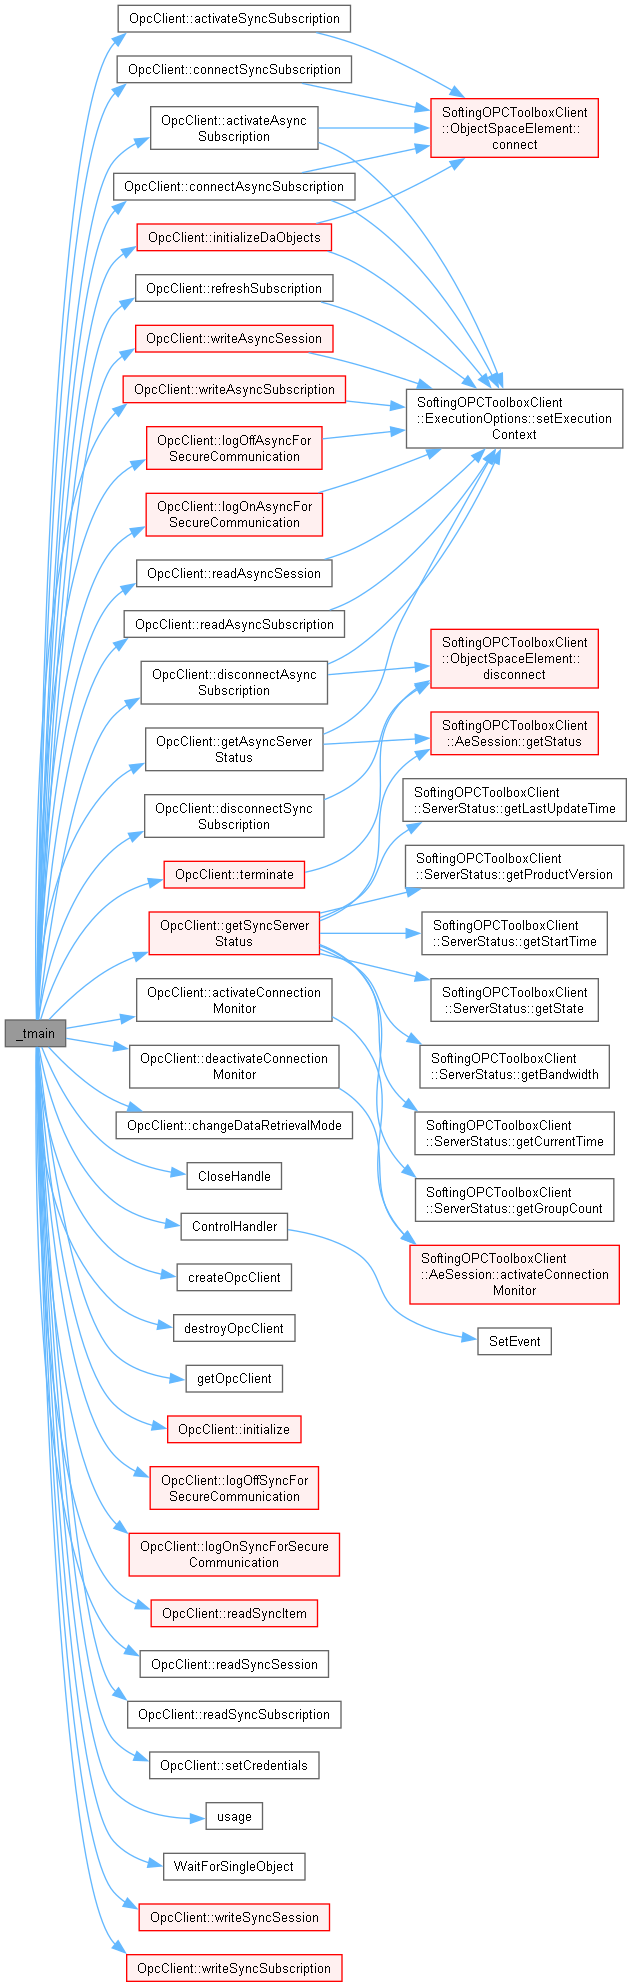 OpcClient::activateSyncSubscription
OpcClient::connectSyncSubscription
OpcClient::activateAsync
Subscription
OpcClient::connectAsyncSubscription
OpcClient::initializeDaObjects
OpcClient::refreshSubscription
OpcClient::writeAsyncSession
OpcClient::writeAsyncSubscription
OpcClient::logOffAsyncFor
SecureCommunication
OpcClient::logOnAsyncFor
SecureCommunication
OpcClient::readAsyncSession
OpcClient::readAsyncSubscription
OpcClient::disconnectAsync
Subscription
OpcClient::getAsyncServer
Status
OpcClient::disconnectSync
Subscription
OpcClient::terminate
OpcClient::getSyncServer
Status
OpcClient::activateConnection
Monitor
_tmain
OpcClient::deactivateConnection
Monitor
OpcClient::changeDataRetrievalMode
CloseHandle
ControlHandler
createOpcClient
destroyOpcClient
getOpcClient
OpcClient::initialize
OpcClient::logOffSyncFor
SecureCommunication
OpcClient::logOnSyncForSecure
Communication
OpcClient::readSyncItem
OpcClient::readSyncSession
OpcClient::readSyncSubscription
OpcClient::setCredentials
usage
WaitForSingleObject
OpcClient::writeSyncSession
OpcClient::writeSyncSubscription
SoftingOPCToolboxClient
::ObjectSpaceElement::
connect
SoftingOPCToolboxClient
::ExecutionOptions::setExecution
Context
SoftingOPCToolboxClient
::ObjectSpaceElement::
disconnect
SoftingOPCToolboxClient
::AeSession::getStatus
SoftingOPCToolboxClient
::ServerStatus::getLastUpdateTime
SoftingOPCToolboxClient
::ServerStatus::getProductVersion
SoftingOPCToolboxClient
::ServerStatus::getStartTime
SoftingOPCToolboxClient
::ServerStatus::getState
SoftingOPCToolboxClient
::ServerStatus::getBandwidth
SoftingOPCToolboxClient
::ServerStatus::getCurrentTime
SoftingOPCToolboxClient
::ServerStatus::getGroupCount
SoftingOPCToolboxClient
::AeSession::activateConnection
Monitor
SetEvent